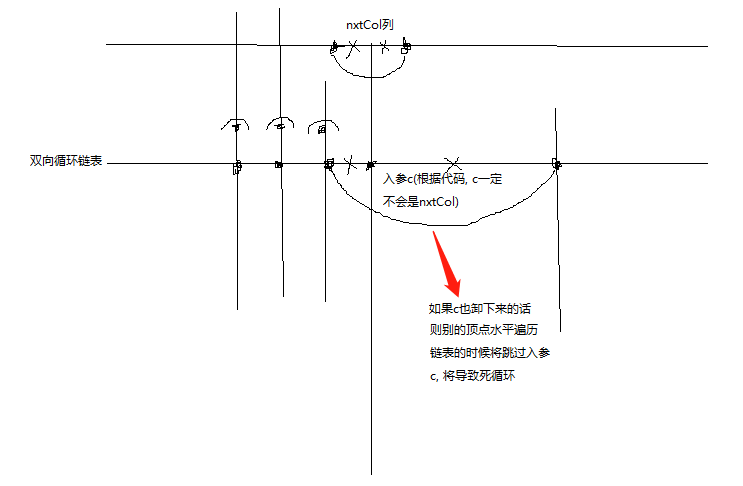 nxtCol列
双向循环链表
入参c(根据代码, c一定
不会是nxtCol)
如果c也卸下来的话
则别的顶点水平遍历
链表的时候将跳过入参
c, 将导致死循环